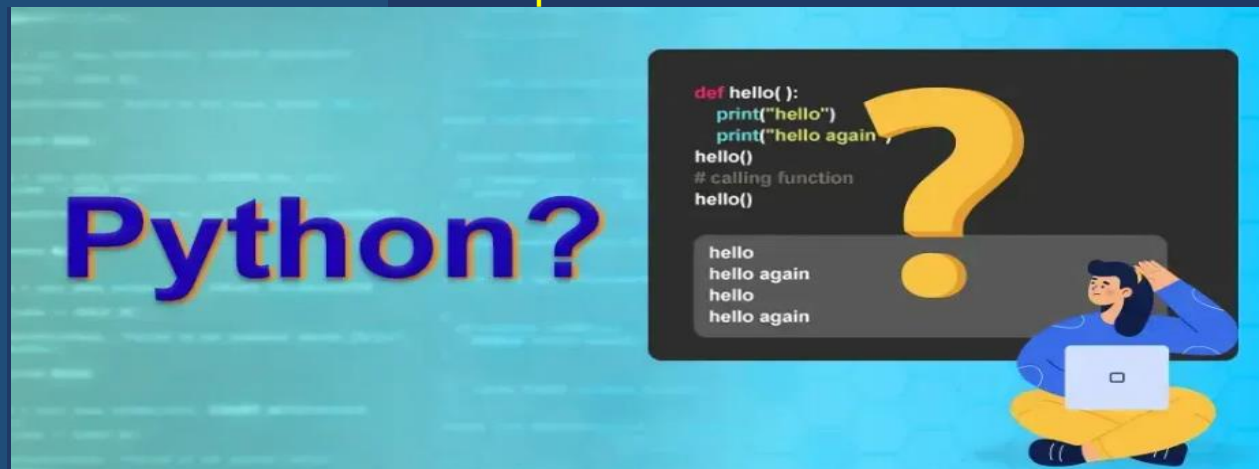 Python?
def hello( ):
print("hello")
print("hello again"
hello()
# calling function
hello()
hello
hello again
hello
hello again